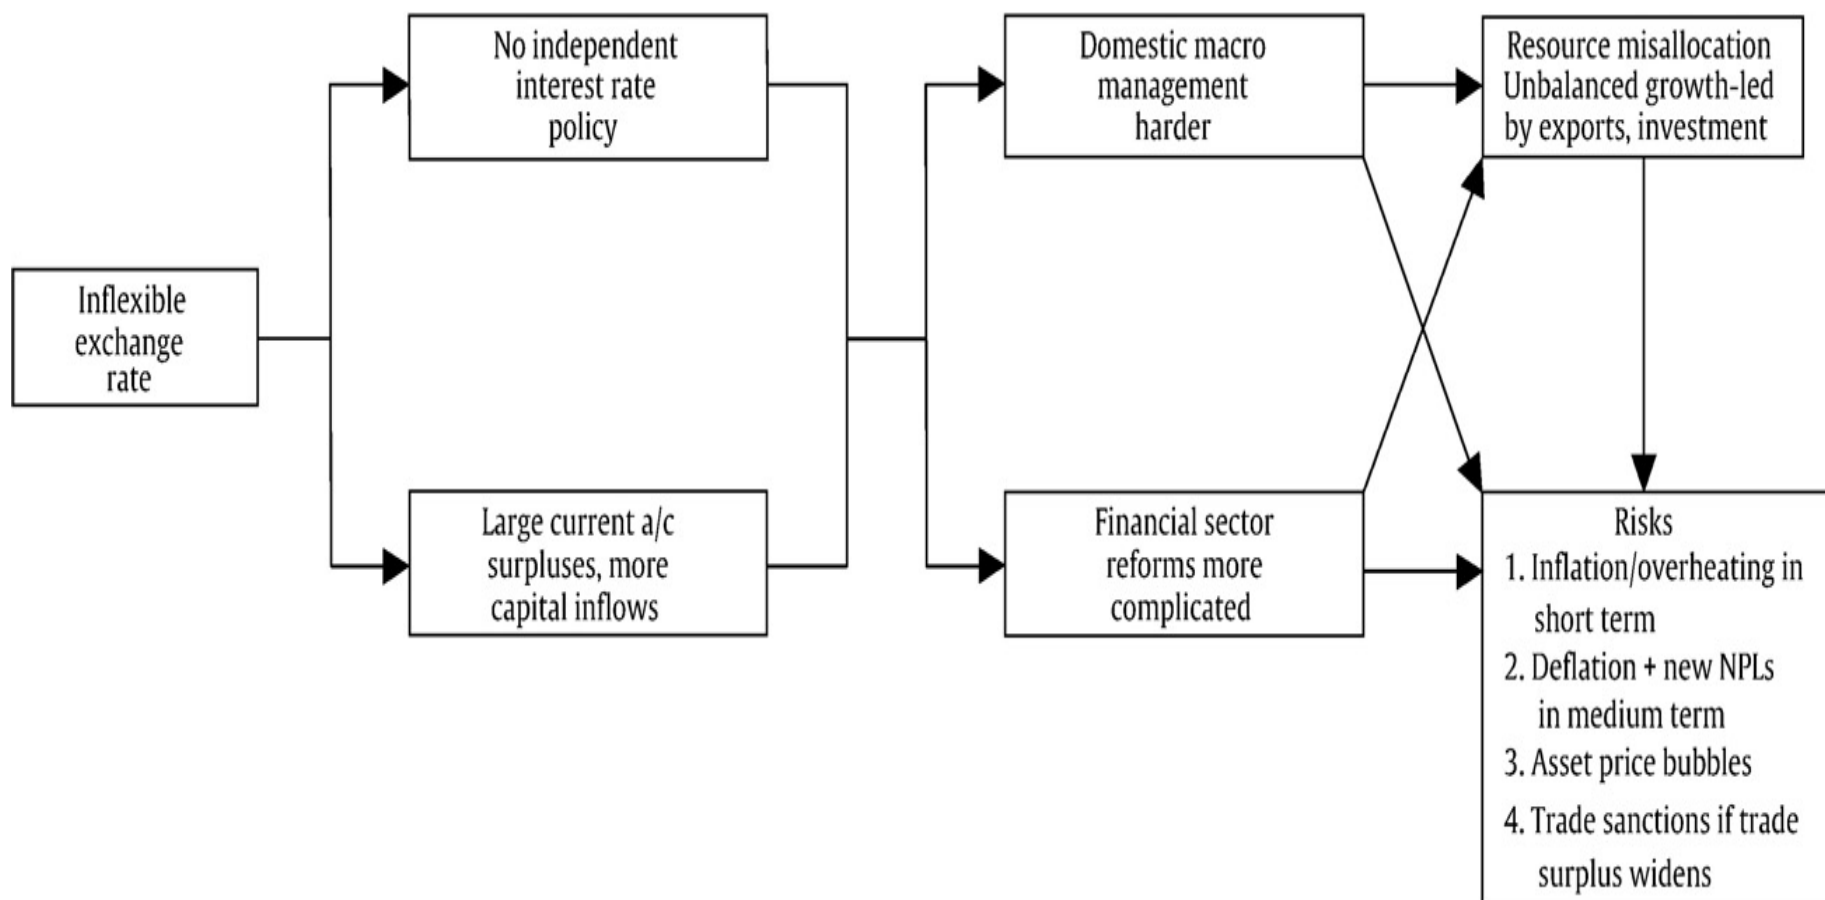 No independent
interest rate
policy
Domestic macro
management
harder
Resource misallocation
Unbalanced growth-led
by exports, investment
Inflexible
exchange
rate
Large current a/c
surpluses, more
capital inflows
Financial sector
reforms more
complicated
Risks
1. Inflation/overheating in
short term
2. Deflation + new NPLs
in medium term
3. Asset price bubbles
4. Trade sanctions if trade
surplus widens